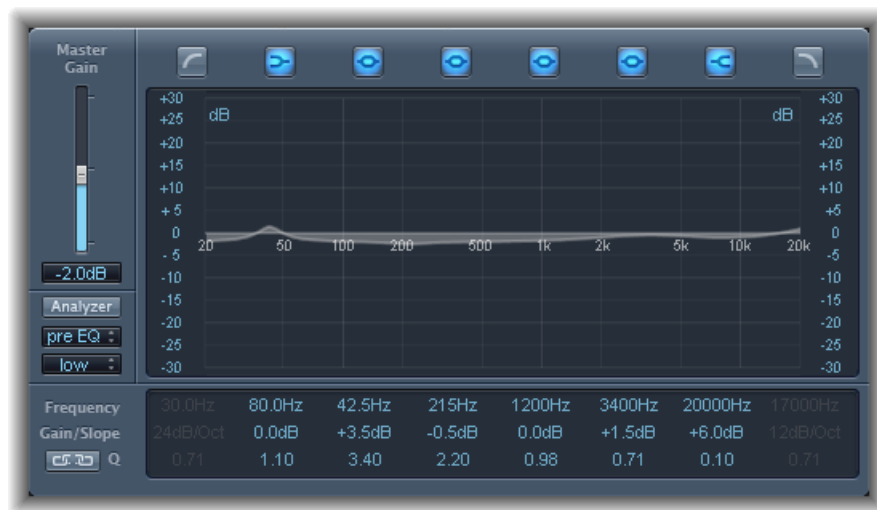 Master
Gain
+30
+25
+20
+15
+10
+ 5
0
- 5
-10
-15
-20
-25
-30
dB
dB
+30
+25
+20
+15
+10
+5
0
-5
-10
-15
-20
-25
-30
20 50 100 200 500 1k 2k 5k 10k 20k
-2.0dB
Analyzer
pre EQ
low
Frequency 30.0Hz 80.0Hz 42.5Hz 215Hz 1200Hz 3400Hz 20000Hz 17000Hz
Gain/Slope 24dB/Oct 0.0dB +3.5dB -0.5dB 0.0dB +1.5dB +6.0dB 12dB/Oct
Q 0.71 1.10 3.40 2.20 0.98 0.71 0.10 0.71